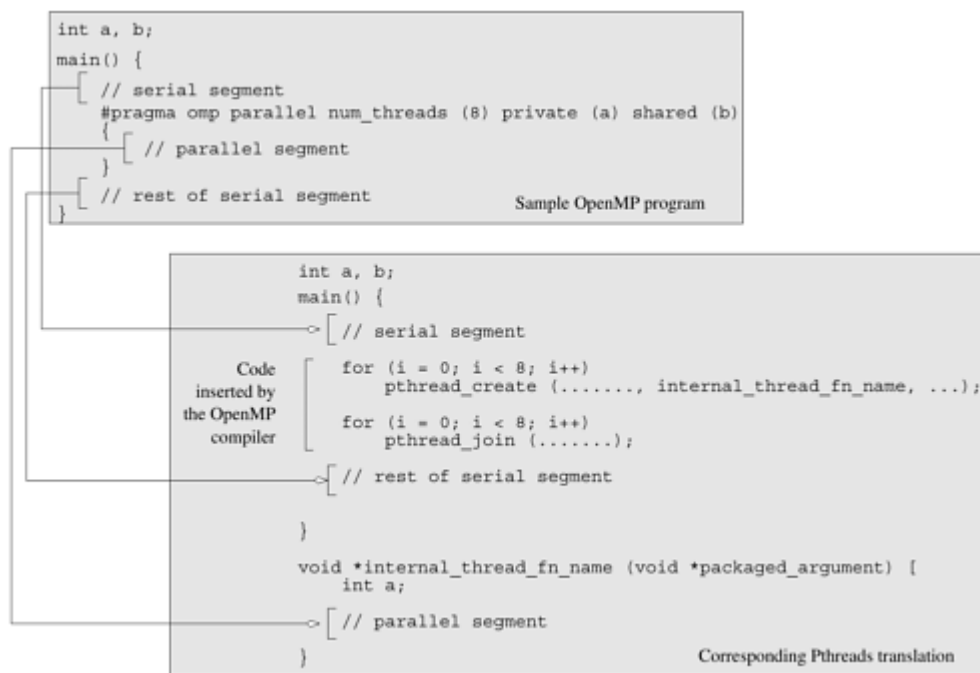 int a, b;
main() {
// serial segment
#pragma omp parallel num_threads (8) private (a) shared (b)
{
// parallel segment
}
// rest of serial segment
}
Sample OpenMP program
int a, b;
main() {
// serial segment
Code
inserted by
the OpenMP
compiler
for (i = 0; i < 8; i++)
pthread_create (......., internal_thread_fn_name, ...);
for (i = 0; i < 8; i++)
pthread_join (.......);
// rest of serial segment
}
void *internal_thread_fn_name (void *packaged_argument) [
int a;
// parallel segment
}
Corresponding Pthreads translation